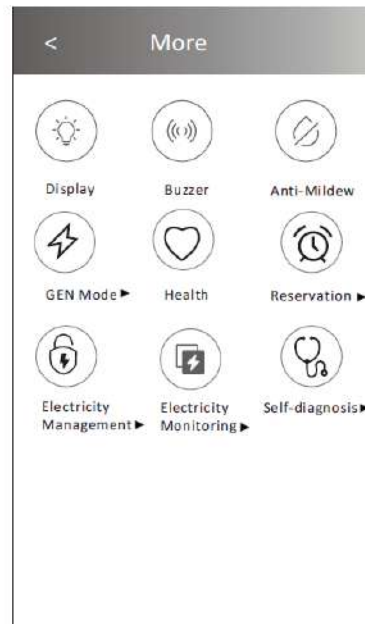 < More
Display Buzzer Anti-Mildew
GEN Mode▶ Health Reservation▶
Electricity Electricity Self-diagnosis▶
Management▶ Monitoring▶